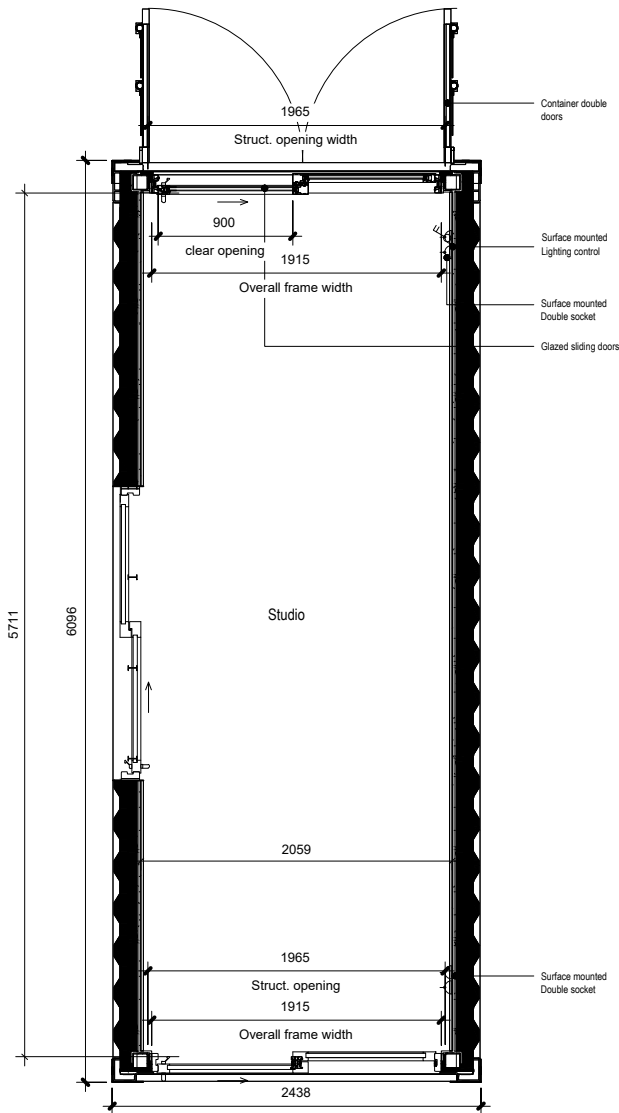 1965
Struct. opening width
Container double
doors
900
clear opening
1915
Overall frame width
Surface mounted
Lighting control
Surface mounted
Double socket
Glazed sliding doors
5711
6096
Studio
2059
1965
Struct. opening
1915
Overall frame width
Surface mounted
Double socket
2438